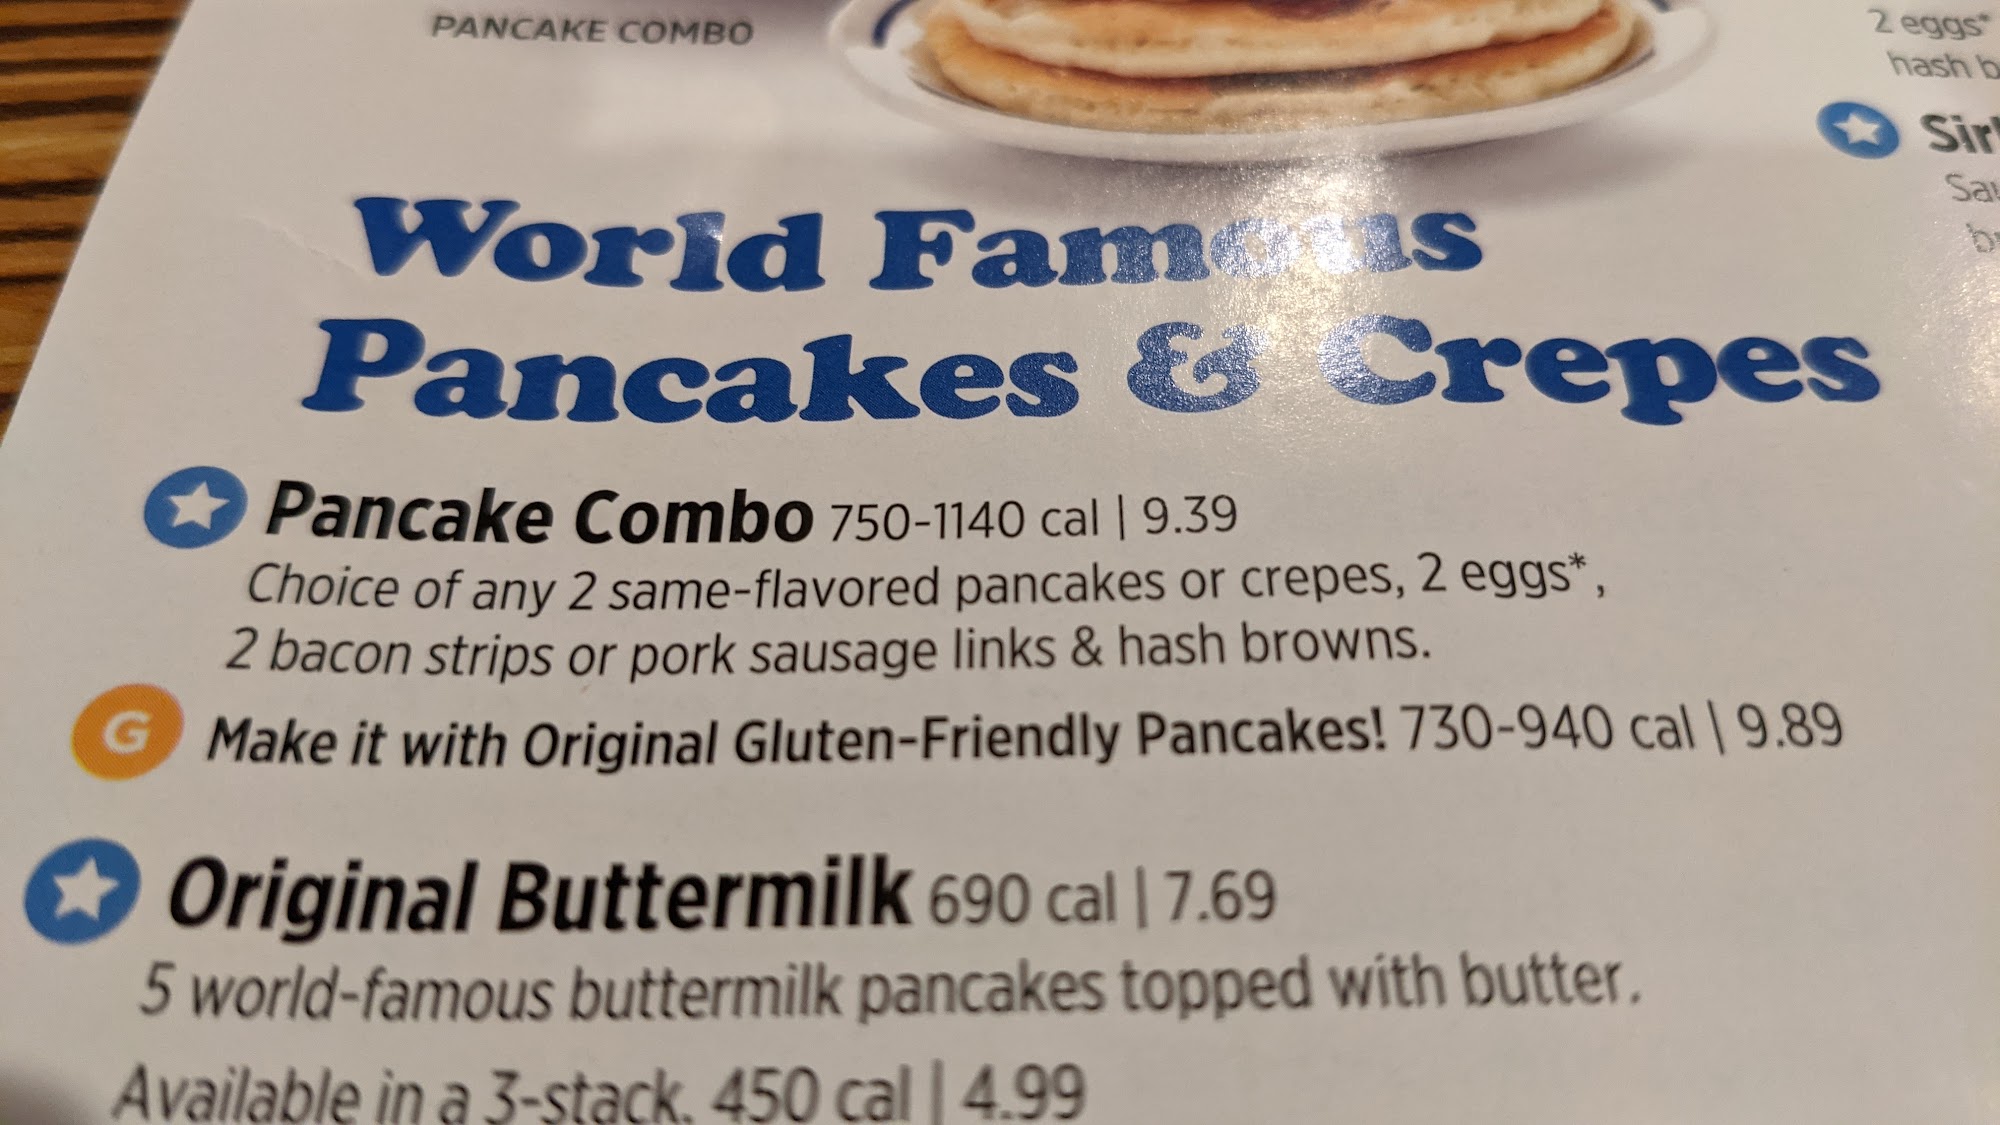 PANCAKE COMBO
2 eggs*
hash
World Famous
Pancakes & Crepes
Pancake Combo 750-1140 cal | 9.39
Choice of any 2 same-flavored pancakes or crepes, 2 eggs*,
2 bacon strips or pork sausage links & hash browns.
G Make it with Original Gluten-Friendly Pancakes! 730-940 cal | 9.89
Original Buttermilk 690 cal | 7.69
5 world-famous buttermilk pancakes topped with butter.
Available in a 3-stack. 450 cal | 4.99